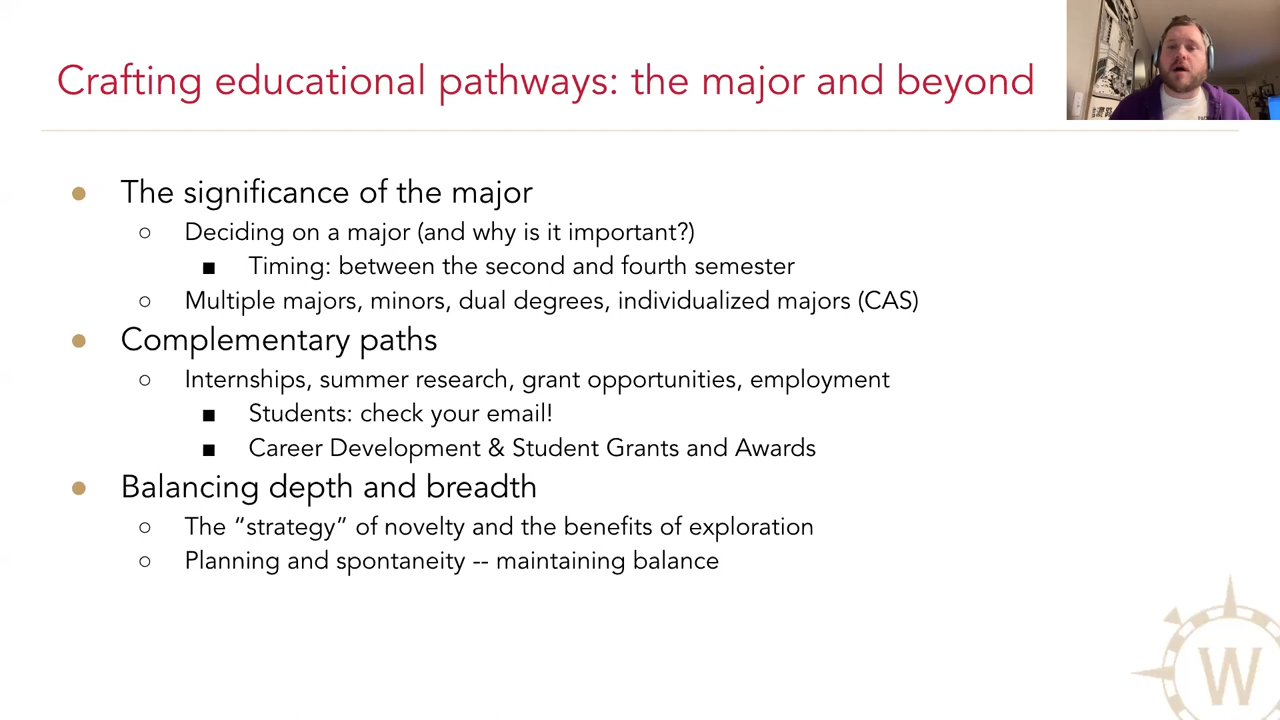 Crafting educational pathways: the major and beyond
● The significance of the major
○ Deciding on a major (and why is it important?)
■ Timing: between the second and fourth semester
○ Multiple majors, minors, dual degrees, individualized majors (CAS)
● Complementary paths
○ Internships, summer research, grant opportunities, employment
■ Students: check your email!
■ Career Development & Student Grants and Awards
● Balancing depth and breadth
○ The “strategy” of novelty and the benefits of exploration
○ Planning and spontaneity -- maintaining balance
W